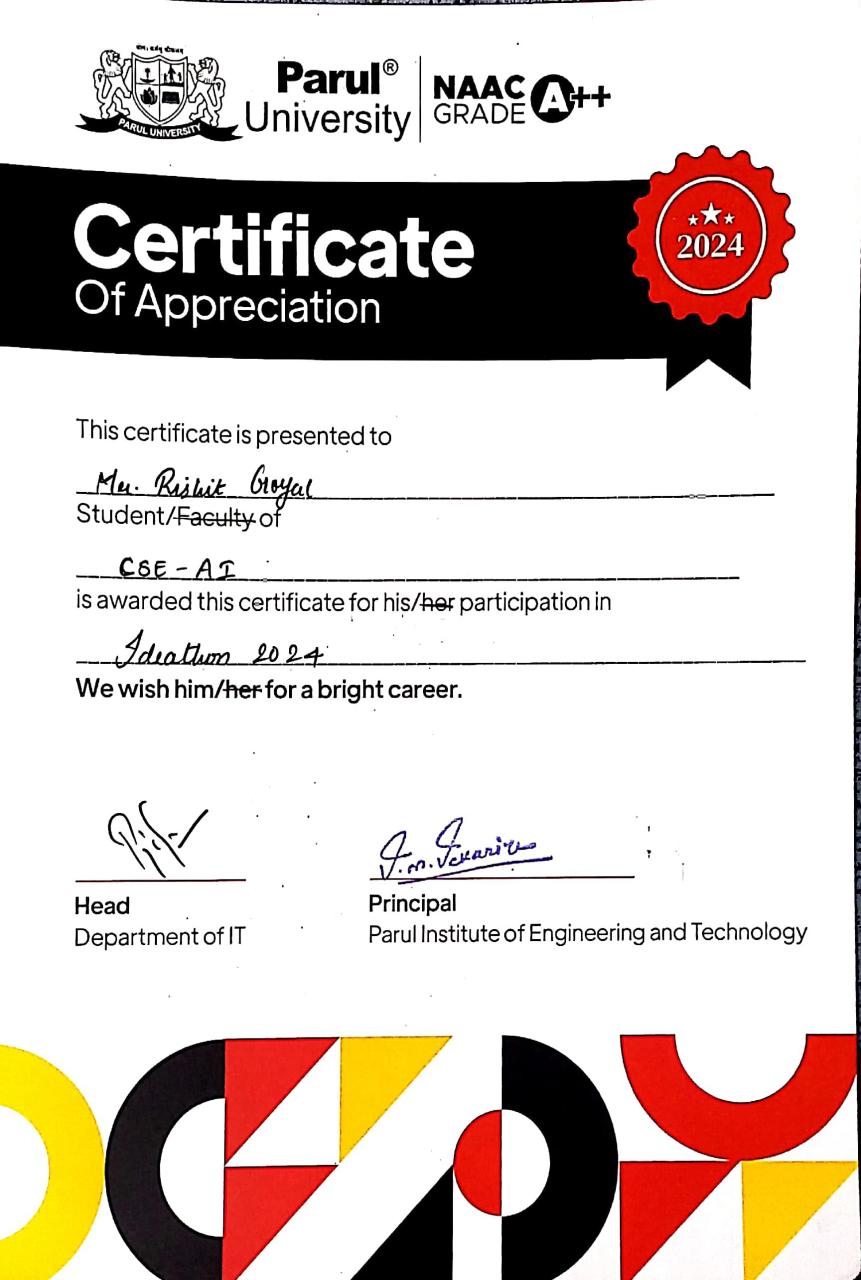 PARUL UNIVERSITY
Parul®
University
NAAC
GRADE A++
Certificate
Of Appreciation
2024
This certificate is presented to
Mr. Rishit Goyal
Student/Faculty of
CSE-AI
is awarded this certificate for his/her participation in
Ideathon 2024
We wish him/her for a bright career.
Head
Department of IT
Principal
Parul Institute of Engineering and Technology